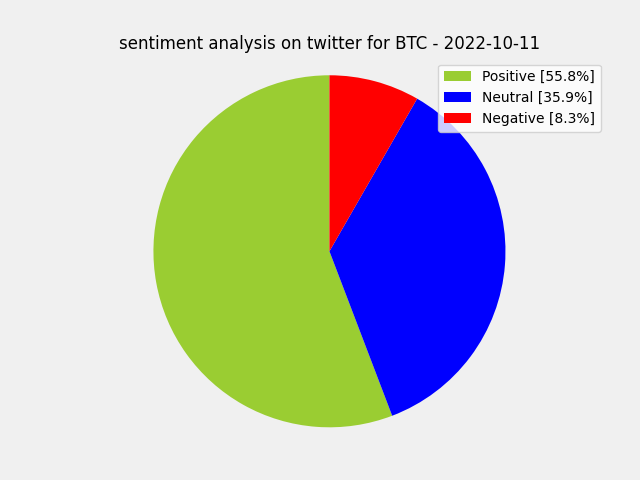 sentiment analysis on twitter for BTC - 2022-10-11
Positive [55.8%]
Neutral [35.9%]
Negative [8.3%]